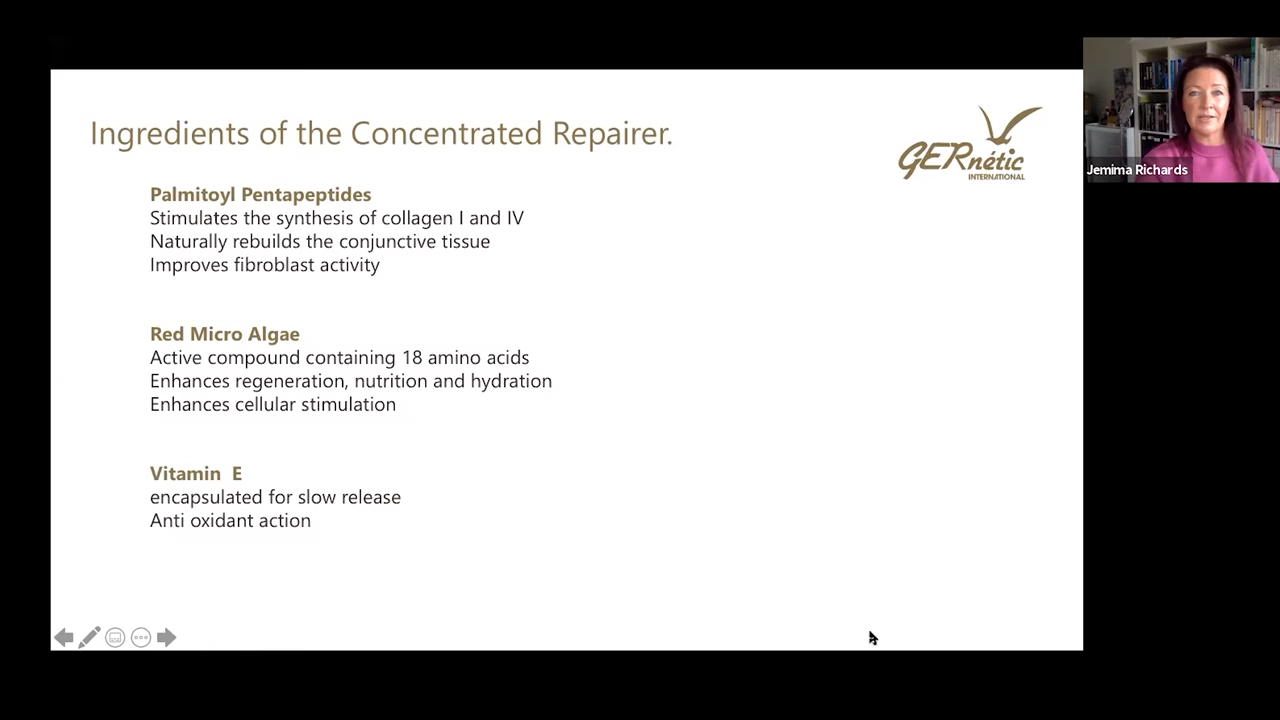 Ingredients of the Concentrated Repairer.
GERnétic
INTERNATIONAL
Jemima Richards
Palmitoyl Pentapeptides
Stimulates the synthesis of collagen I and IV
Naturally rebuilds the conjunctive tissue
Improves fibroblast activity
Red Micro Algae
Active compound containing 18 amino acids
Enhances regeneration, nutrition and hydration
Enhances cellular stimulation
Vitamin  E
encapsulated for slow release
Anti oxidant action